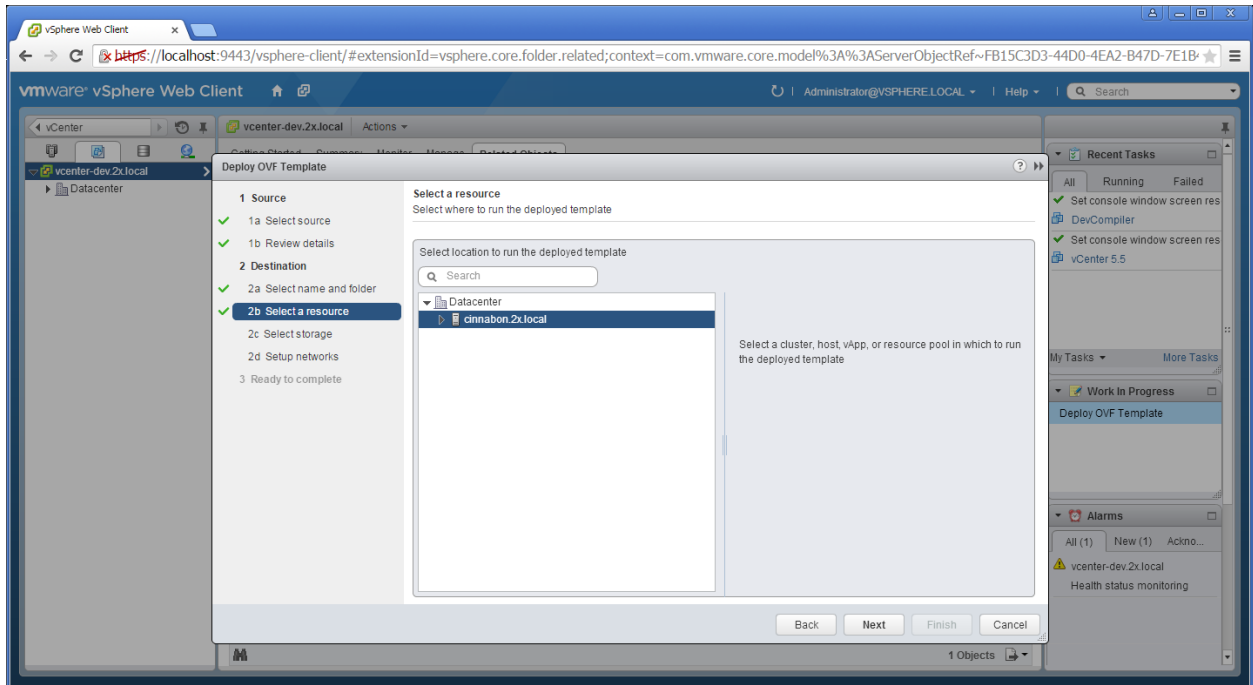 vSphere Web Client
https://localhost:9443/vsphere-client/#extensionId=vsphere.core.folder.related;context=com.vmware.core.model%3A%3AServerObjectRef~FB15C3D3-44D0-4EA2-B47D-7E1B
vmware® vSphere Web Client
Administrator@VSPHERE.LOCAL
Help
Search
vCenter
vcenter-dev.2x.local
Actions
Getting Started Summary Monitor Manage Related Objects
vcenter-dev.2x.local
Datacenter
Deploy OVF Template
1 Source
1a Select source
1b Review details
2 Destination
2a Select name and folder
2b Select a resource
2c Select storage
2d Setup networks
3 Ready to complete
Select a resource
Select where to run the deployed template
Select location to run the deployed template
Search
Datacenter
cinnabon.2x.local
Select a cluster, host, vApp, or resource pool in which to run
the deployed template
Back Next Finish Cancel
1 Objects
Recent Tasks
All Running Failed
Set console window screen res
DevCompiler
Set console window screen res
vCenter 5.5
My Tasks More Tasks
Work In Progress
Deploy OVF Template
Alarms
All (1) New (1) Ackno...
vcenter-dev.2x.local
Health status monitoring